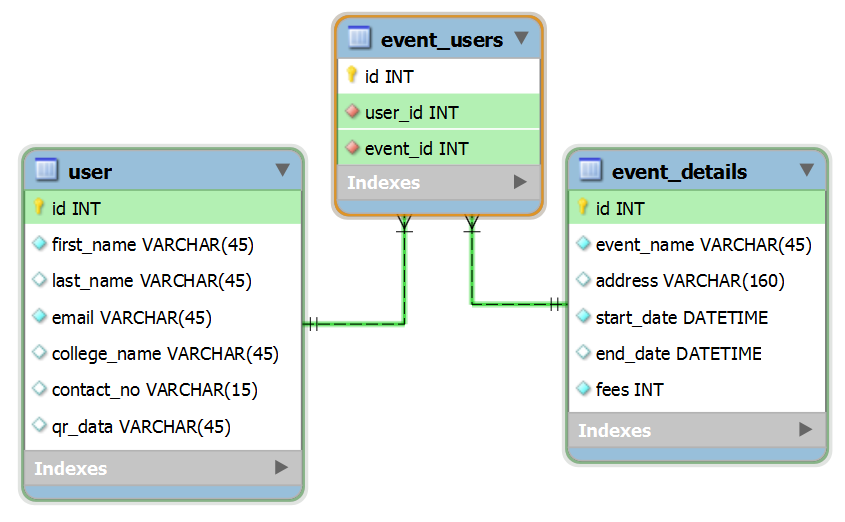 event_users
id INT
user_id INT
event_id INT
Indexes
user
id INT
first_name VARCHAR(45)
last_name VARCHAR(45)
email VARCHAR(45)
college_name VARCHAR(45)
contact_no VARCHAR(15)
qr_data VARCHAR(45)
Indexes
event_details
id INT
event_name VARCHAR(45)
address VARCHAR(160)
start_date DATETIME
end_date DATETIME
fees INT
Indexes